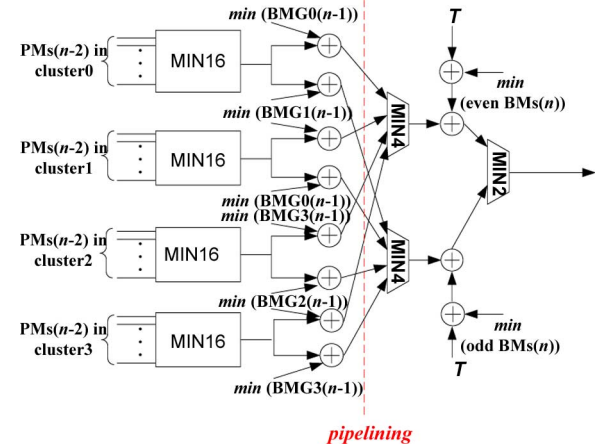 min (BMG0(n-1))
T
PMs(n-2) in
cluster0
MIN16
min
(even BMs(n))
min (BMG1(n-1))
MIN4
PMs(n-2) in
cluster1
MIN16
MIN2
min (BMG0(n-1))
min (BMG3(n-1))
PMs(n-2) in
cluster2
MIN16
MIN4
min (BMG2(n-1))
PMs(n-2) in
cluster3
MIN16
min
(odd BMs(n))
min (BMG3(n-1))
T
pipelining